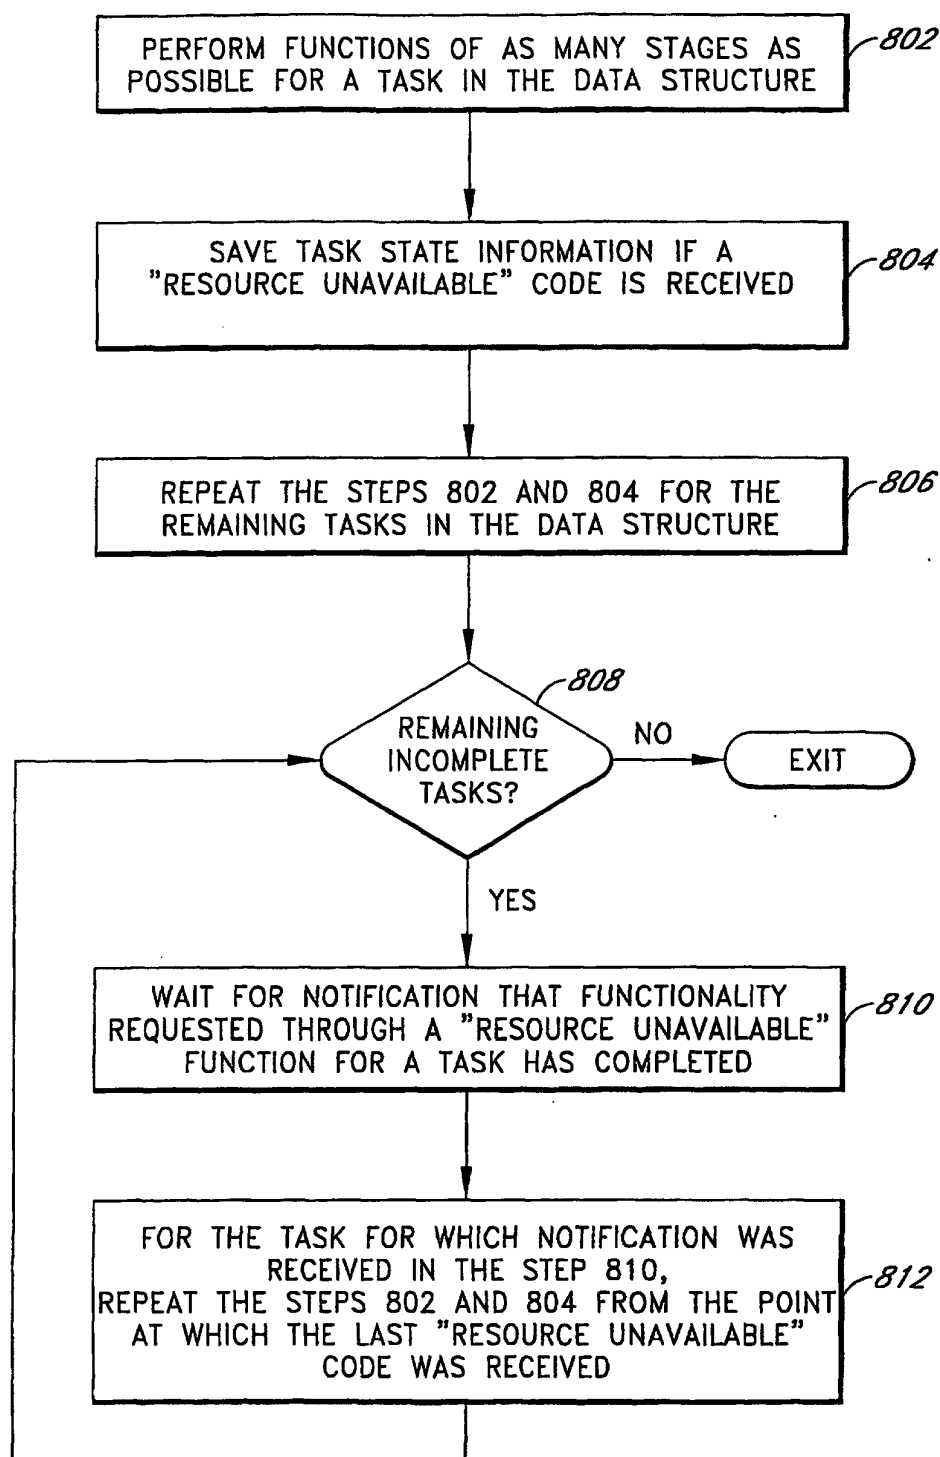 PERFORM FUNCTIONS OF AS MANY STAGES AS
POSSIBLE FOR A TASK IN THE DATA STRUCTURE
802
SAVE TASK STATE INFORMATION IF A
"RESOURCE UNAVAILABLE" CODE IS RECEIVED
804
REPEAT THE STEPS 802 AND 804 FOR THE
REMAINING TASKS IN THE DATA STRUCTURE
806
808
REMAINING
INCOMPLETE
TASKS?
NO
EXIT
YES
WAIT FOR NOTIFICATION THAT FUNCTIONALITY
REQUESTED THROUGH A "RESOURCE UNAVAILABLE"
FUNCTION FOR A TASK HAS COMPLETED
810
FOR THE TASK FOR WHICH NOTIFICATION WAS
RECEIVED IN THE STEP 810,
REPEAT THE STEPS 802 AND 804 FROM THE POINT
AT WHICH THE LAST "RESOURCE UNAVAILABLE"
CODE WAS RECEIVED
812